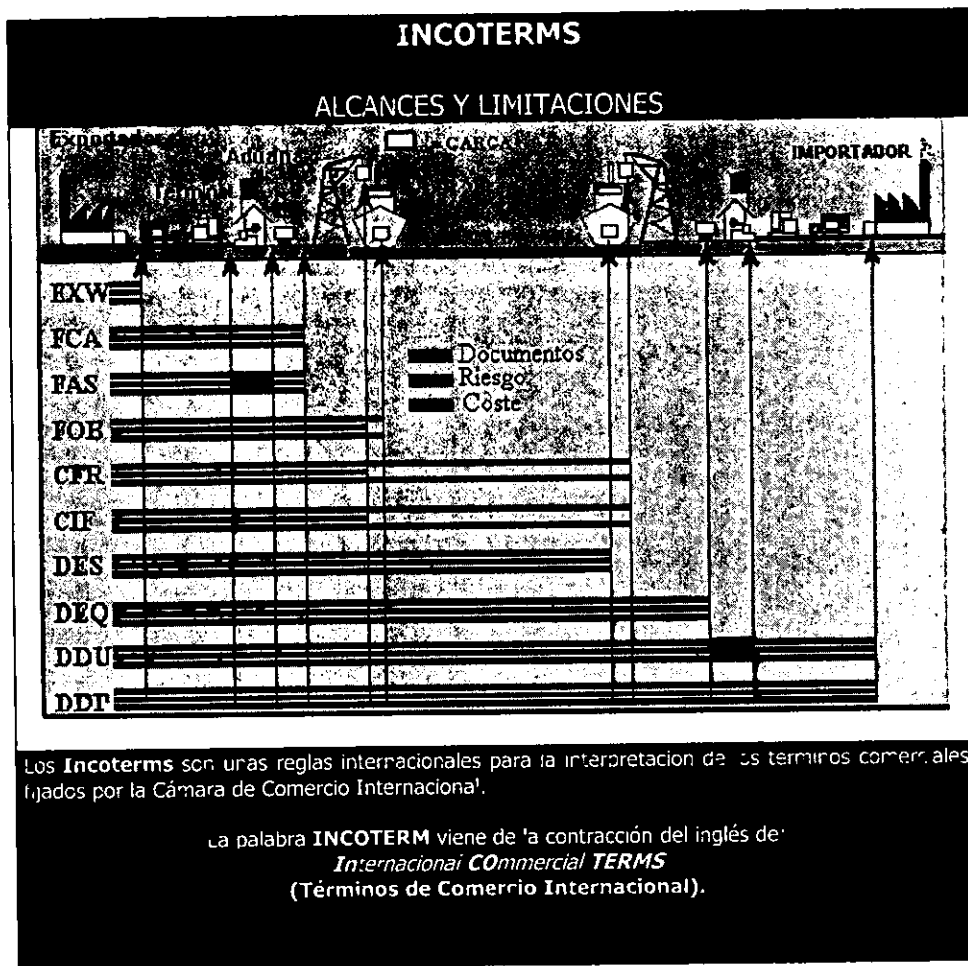 INCOTERMS
ALCANCES Y LIMITACIONES
CARGA
IMPORTADOR
EXW
FCA
FAS
FOB
CFR
CIF
DES
DEQ
DDU
DDP
Documentos
Riesgo
Coste
Los Incoterms son unas reglas internacionales para la interpretacion de los terminos comerciales
fijados por la Cámara de Comercio Internacional.
La palabra INCOTERM viene de la contracción del inglés de:
Internacional COmmercial TERMS
(Términos de Comercio Internacional).